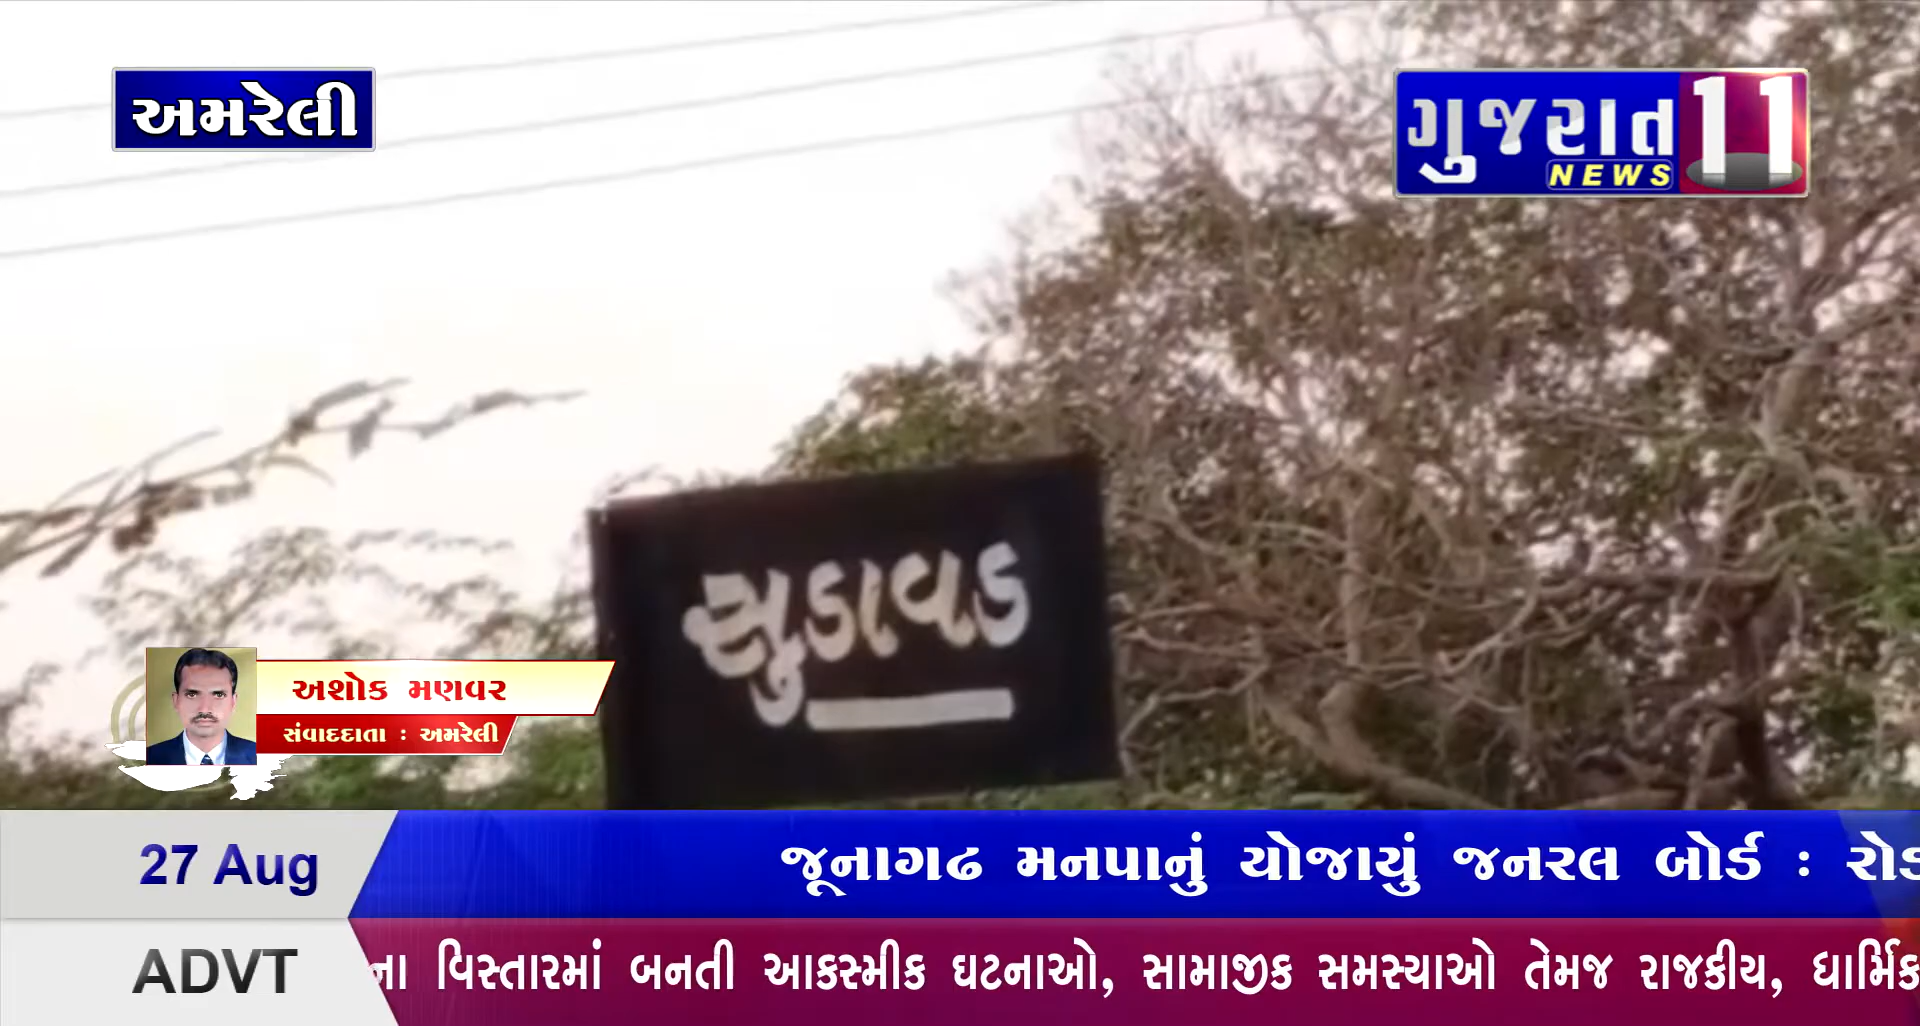 અમરેલી
ગુજરાત 11
NEWS
સુડાવડ
અશોક મણવર
સંવાદદાતા : અમરેલી
27 Aug
જૂનાગઢ મનપાનું યોજાયું જનરલ બોર્ડ :
ADVT
ના વિસ્તારમાં બનતી આકસ્મીક ઘટનાઓ, સામાજીક સમસ્યાઓ તેમજ રાજકીય, ધાર્મિક